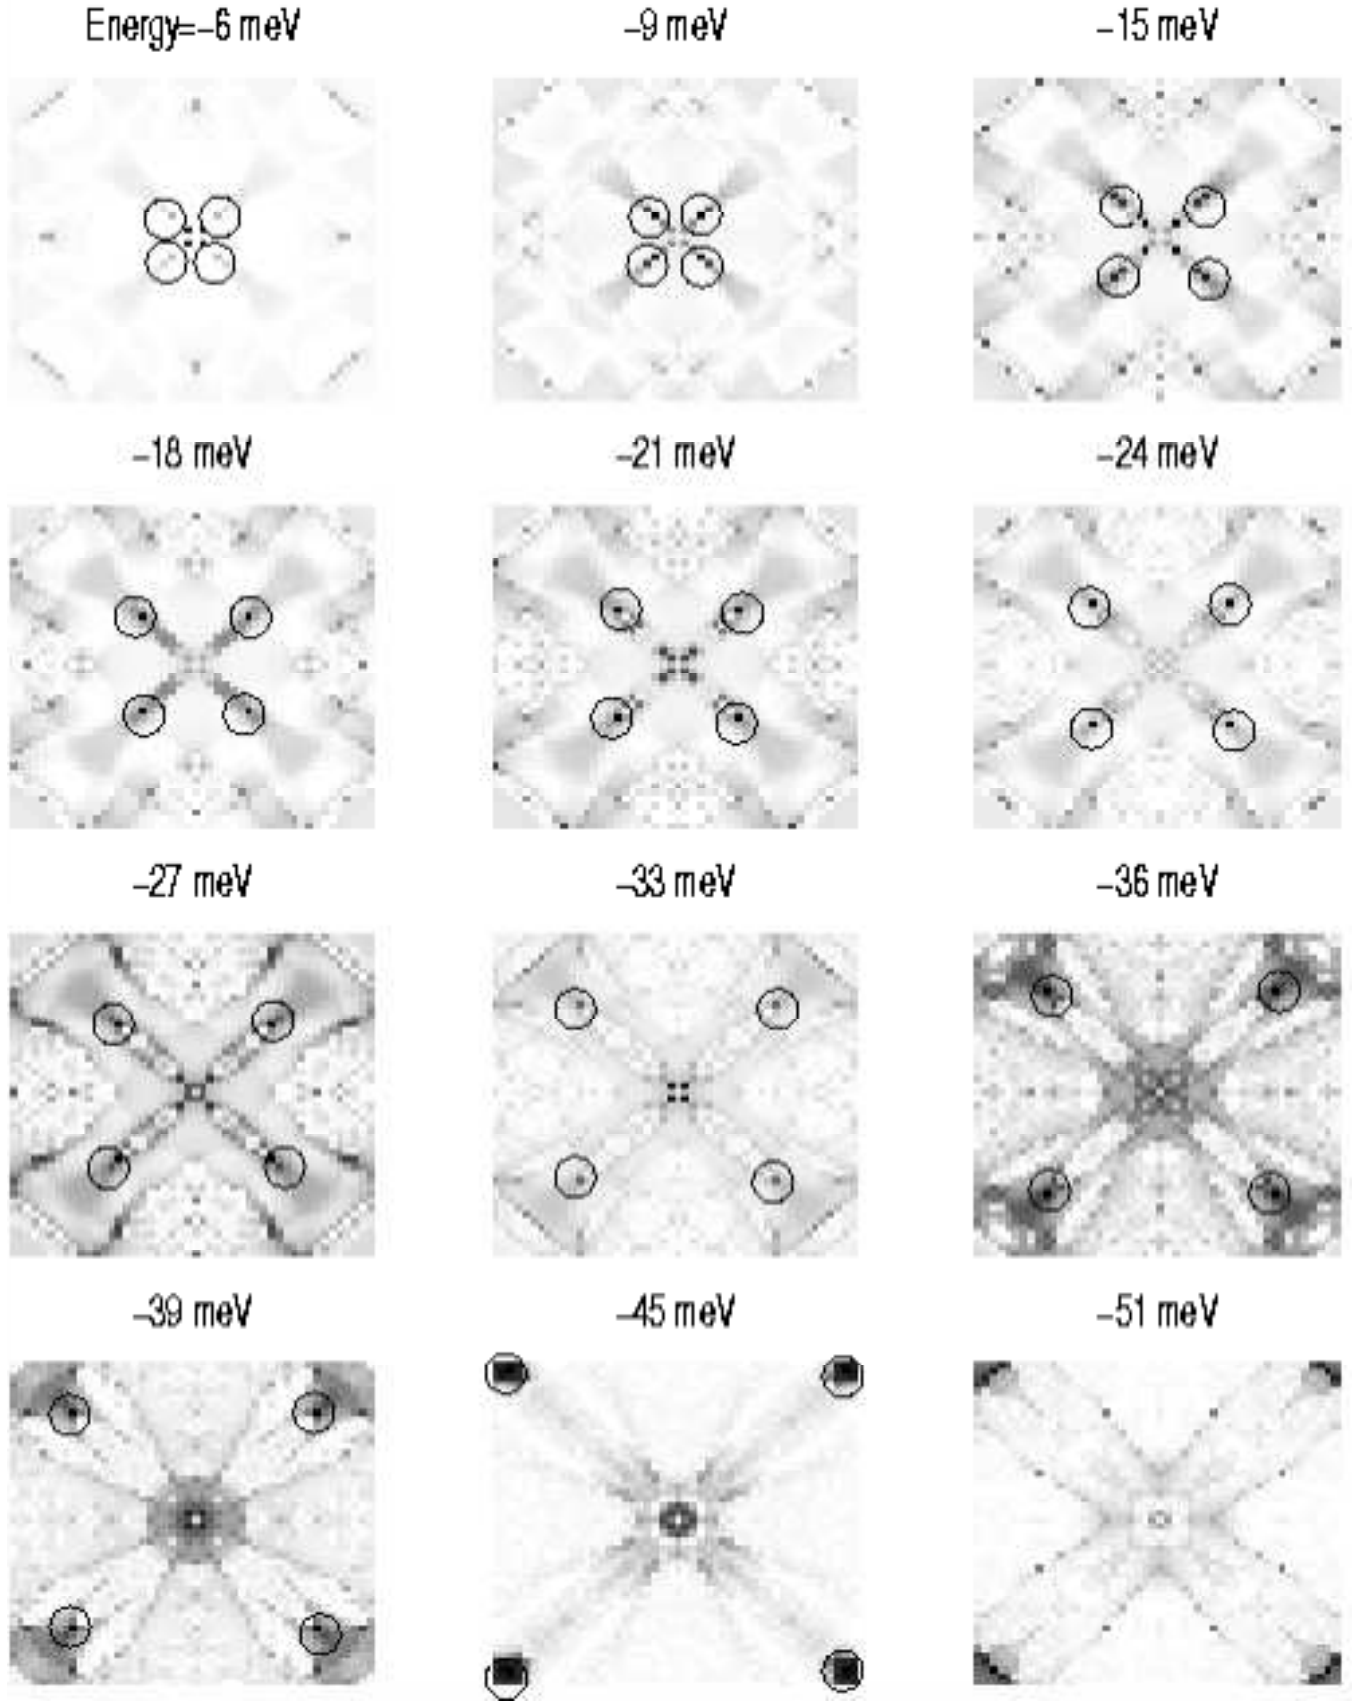 Energy=−6 meV −9 meV −15 meV
−18 meV −21 meV −24 meV
−27 meV −33 meV −36 meV
−39 meV −45 meV −51 meV